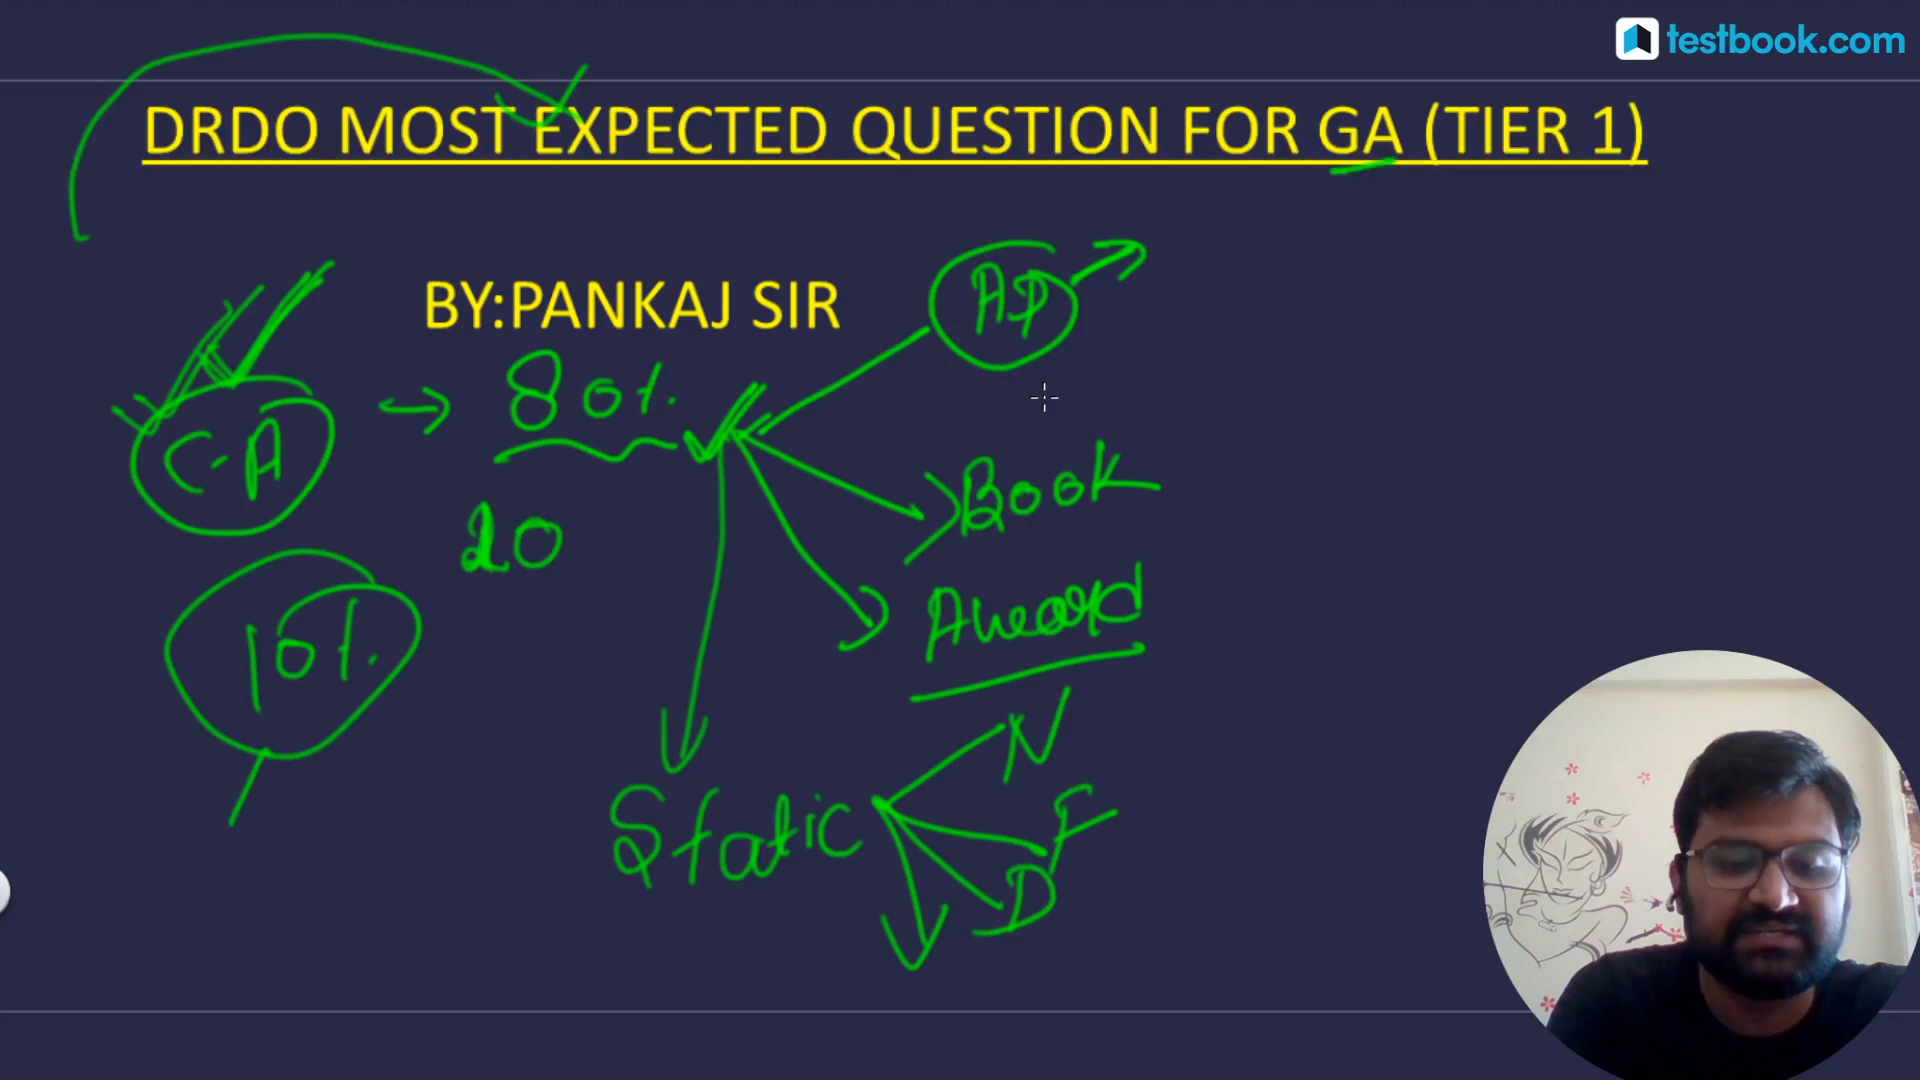 testbook.com
DRDO MOST EXPECTED QUESTION FOR GA (TIER 1)
BY:PANKAJ SIR
AP
C-A
80%
Book
20
Award
10%
N
Static
F
D